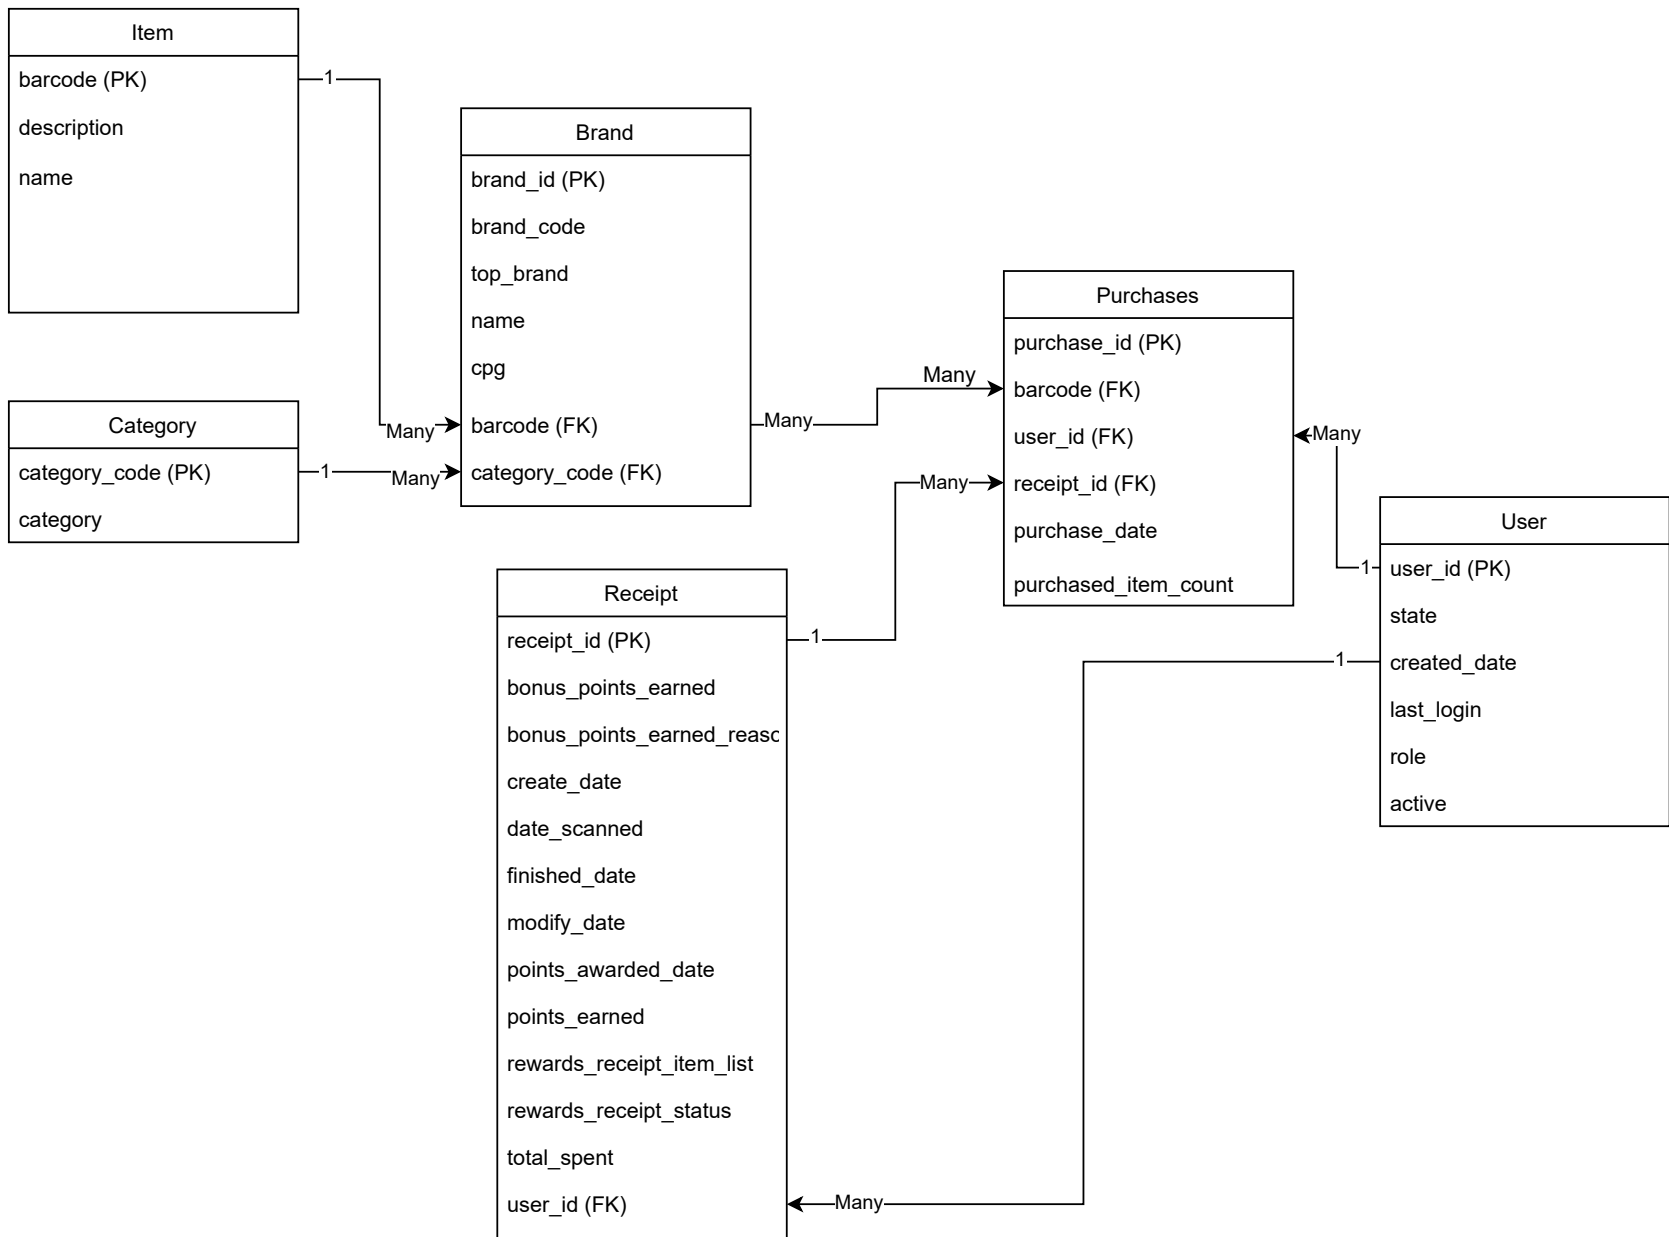 Item
barcode (PK)
description
name
1
Many
Category
category_code (PK)
category
1
Many
Brand
brand_id (PK)
brand_code
top_brand
name
cpg
barcode (FK)
category_code (FK)
Many
Many
Purchases
purchase_id (PK)
barcode (FK)
user_id (FK)
receipt_id (FK)
purchase_date
purchased_item_count
Many
1
Many
1
User
user_id (PK)
state
created_date
last_login
role
active
1
Many
Receipt
receipt_id (PK)
bonus_points_earned
bonus_points_earned_reasc
create_date
date_scanned
finished_date
modify_date
points_awarded_date
points_earned
rewards_receipt_item_list
rewards_receipt_status
total_spent
user_id (FK)